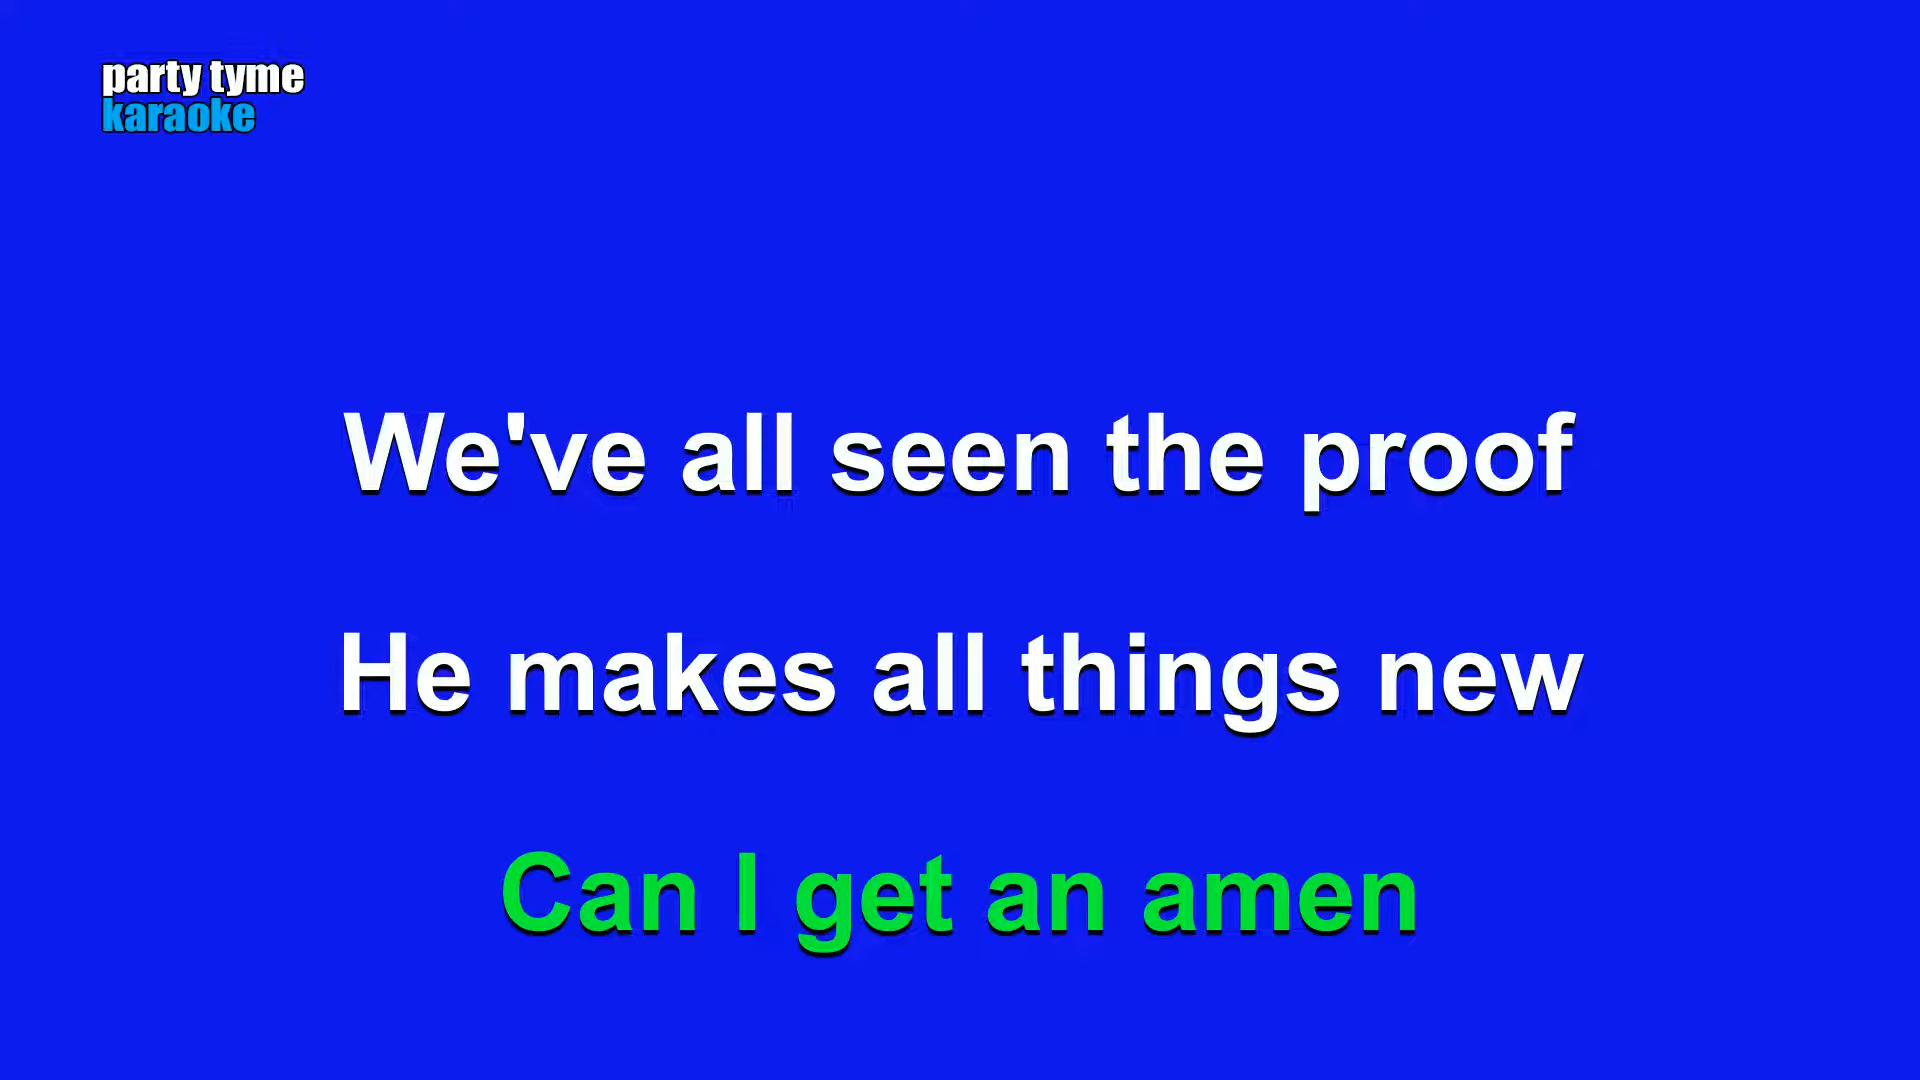 party tyme
karaoke
We've all seen the proof
He makes all things new
Can I get an amen